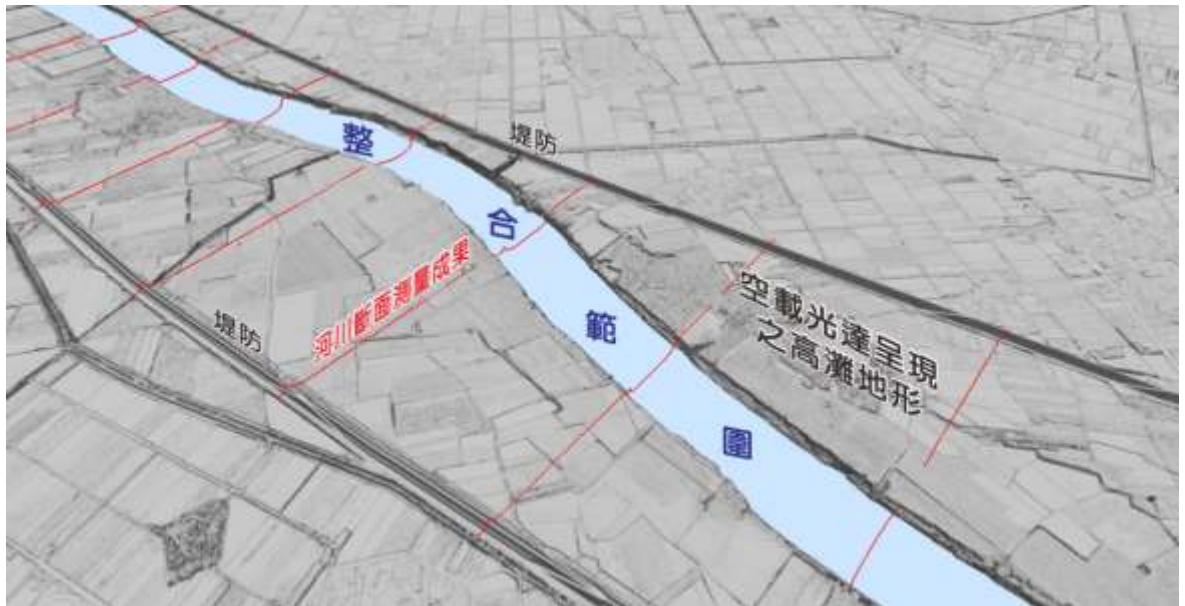 堤防
整
合
範
圍
河川斷面測量成果
堤防
空載光達呈現
之高灘地形